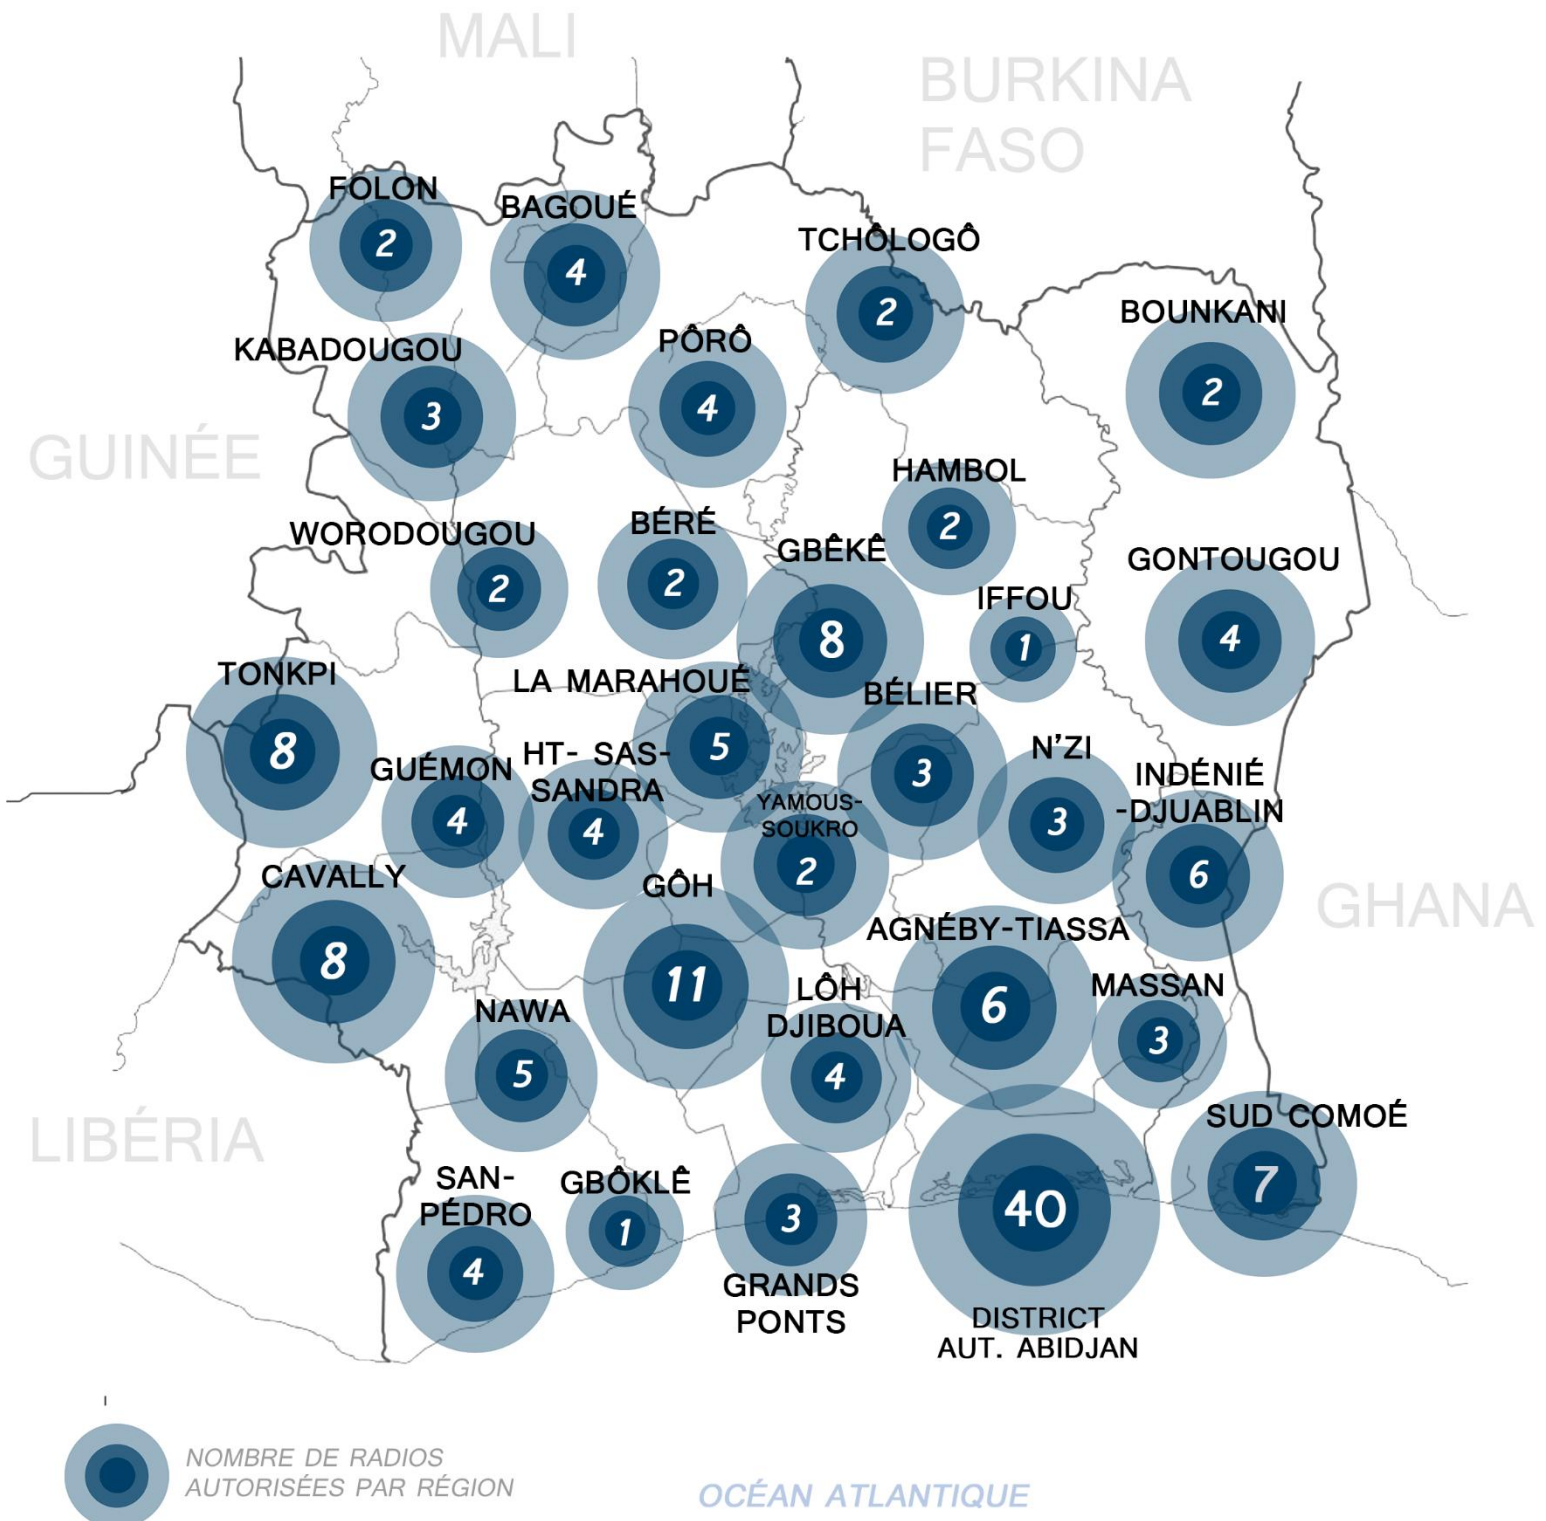 MALI
BURKINA
FASO
FOLON
2
BAGOUÉ
4
TCHÔLOGÔ
2
BOUNKANI
2
KABADOUGOU
3
PÔRÔ
4
GUINÉE
HAMBOL
2
WORODOUGOU
2
BÉRÉ
2
GBÊKÊ
8
IFFOU
1
GONTOUGOU
4
TONKPI
8
LA MARAHOUÉ
5
BÉLIER
3
GUÉMON
4
HT- SAS-
SANDRA
4
YAMOUS-
SOUKRO
2
N'ZI
3
INDÉNIÉ
-DJUABLIN
6
CAVALLY
8
GÔH
11
AGNÉBY-TIASSA
6
GHANA
NAWA
5
LÔH
DJIBOUA
4
MASSAN
3
LIBÉRIA
SUD COMOÉ
7
SAN-
PÉDRO
4
GBÔKLÊ
1
3
GRANDS
PONTS
40
DISTRICT
AUT. ABIDJAN
NOMBRE DE RADIOS
AUTORISÉES PAR RÉGION
OCÉAN ATLANTIQUE